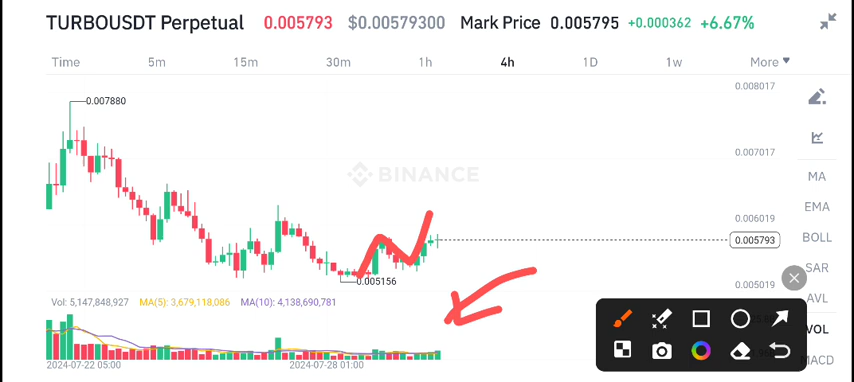 TURBOUSDT Perpetual 0.005793 $0.00579300 Mark Price 0.005795 +0.000362 +6.67%
Time 5m 15m 30m 1h 4h 1D 1w More
0.008017
0.007880
0.007017
MA
BINANCE
EMA
0.006019
0.005793
BOLL
SAR
0.005156
0.005019
AVL
Vol: 5,147,848,927 MA(5): 3,679,118,086 MA(10): 4,138,690,781
VOL
MACD
2024-07-22 05:00 2024-07-28 01:00